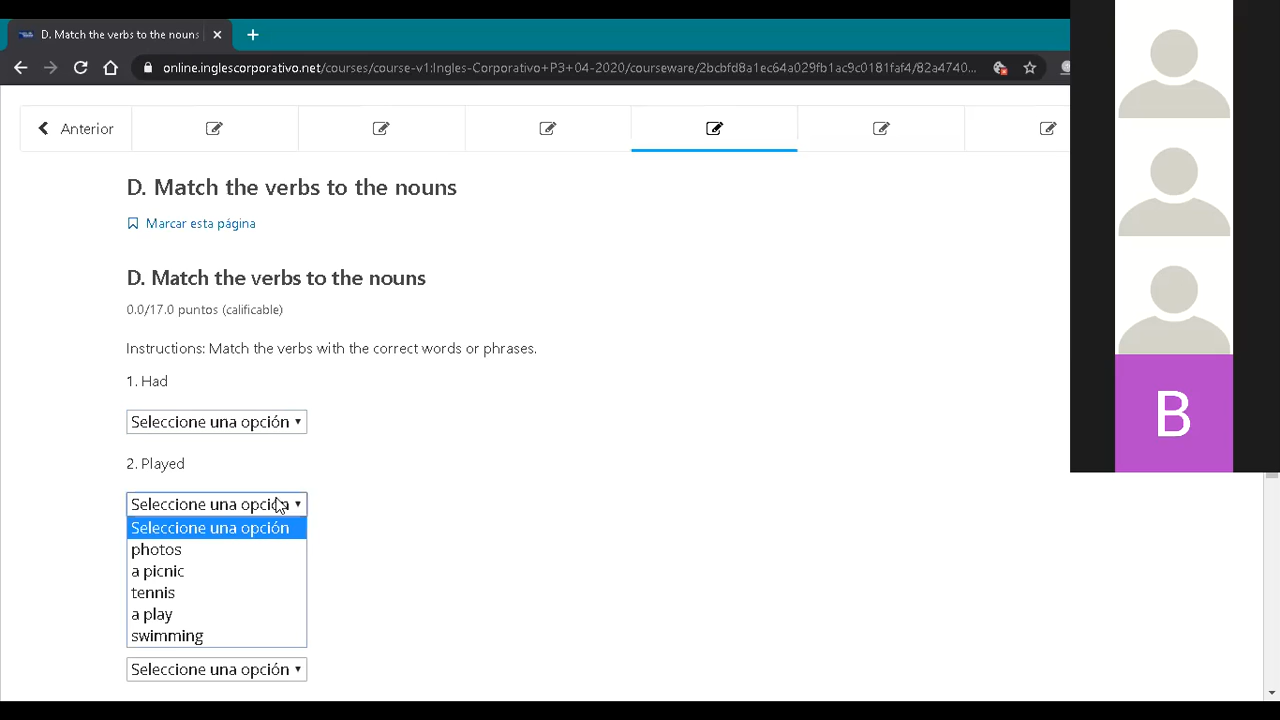 D. Match the verbs to the nouns
online.inglescorporativo.net/courses/course-v1:Ingles-Corporativo+P3+04-2020/courseware/2bcbfd8a1ec64a029fb1ac9c0181faf4/82a4740...
Anterior
D. Match the verbs to the nouns
Marcar esta página
D. Match the verbs to the nouns
0.0/17.0 puntos (calificable)
Instructions: Match the verbs with the correct words or phrases.
1. Had
Seleccione una opción
2. Played
Seleccione una opción
Seleccione una opción
photos
a picnic
tennis
a play
swimming
Seleccione una opción
B